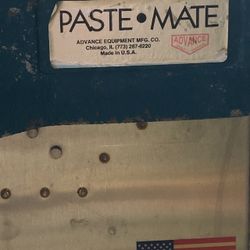 PASTE•MATE
ADVANCE EQUIPMENT MFG. CO.
Chicago, Il. (773) 287-8220
Made in U.S.A.
ADVANCE